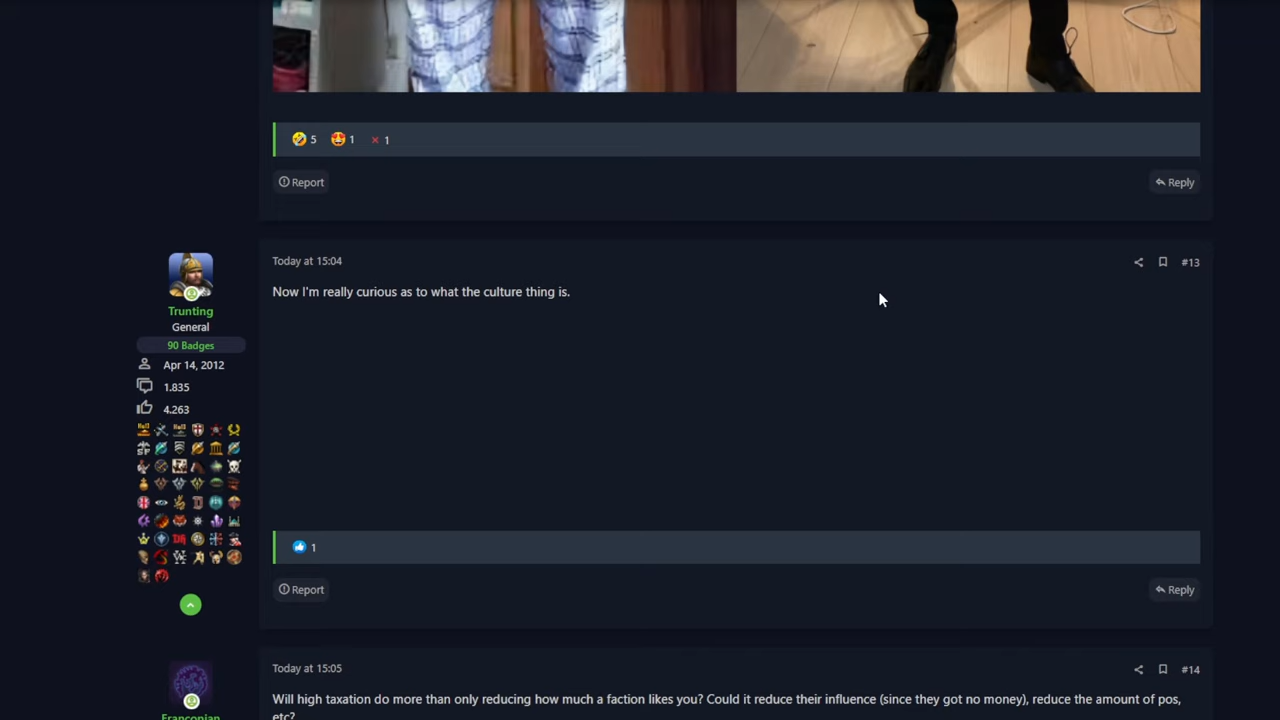 5 1 1
Report Reply
Today at 15:04 #13
Now I'm really curious as to what the culture thing is.
Trunting
General
90 Badges
Apr 14, 2012
1.835
4.263
1
Report Reply
Today at 15:05 #14
Will high taxation do more than only reducing how much a faction likes you? Could it reduce their influence (since they got no money), reduce the amount of pos,
etc?
Franconian